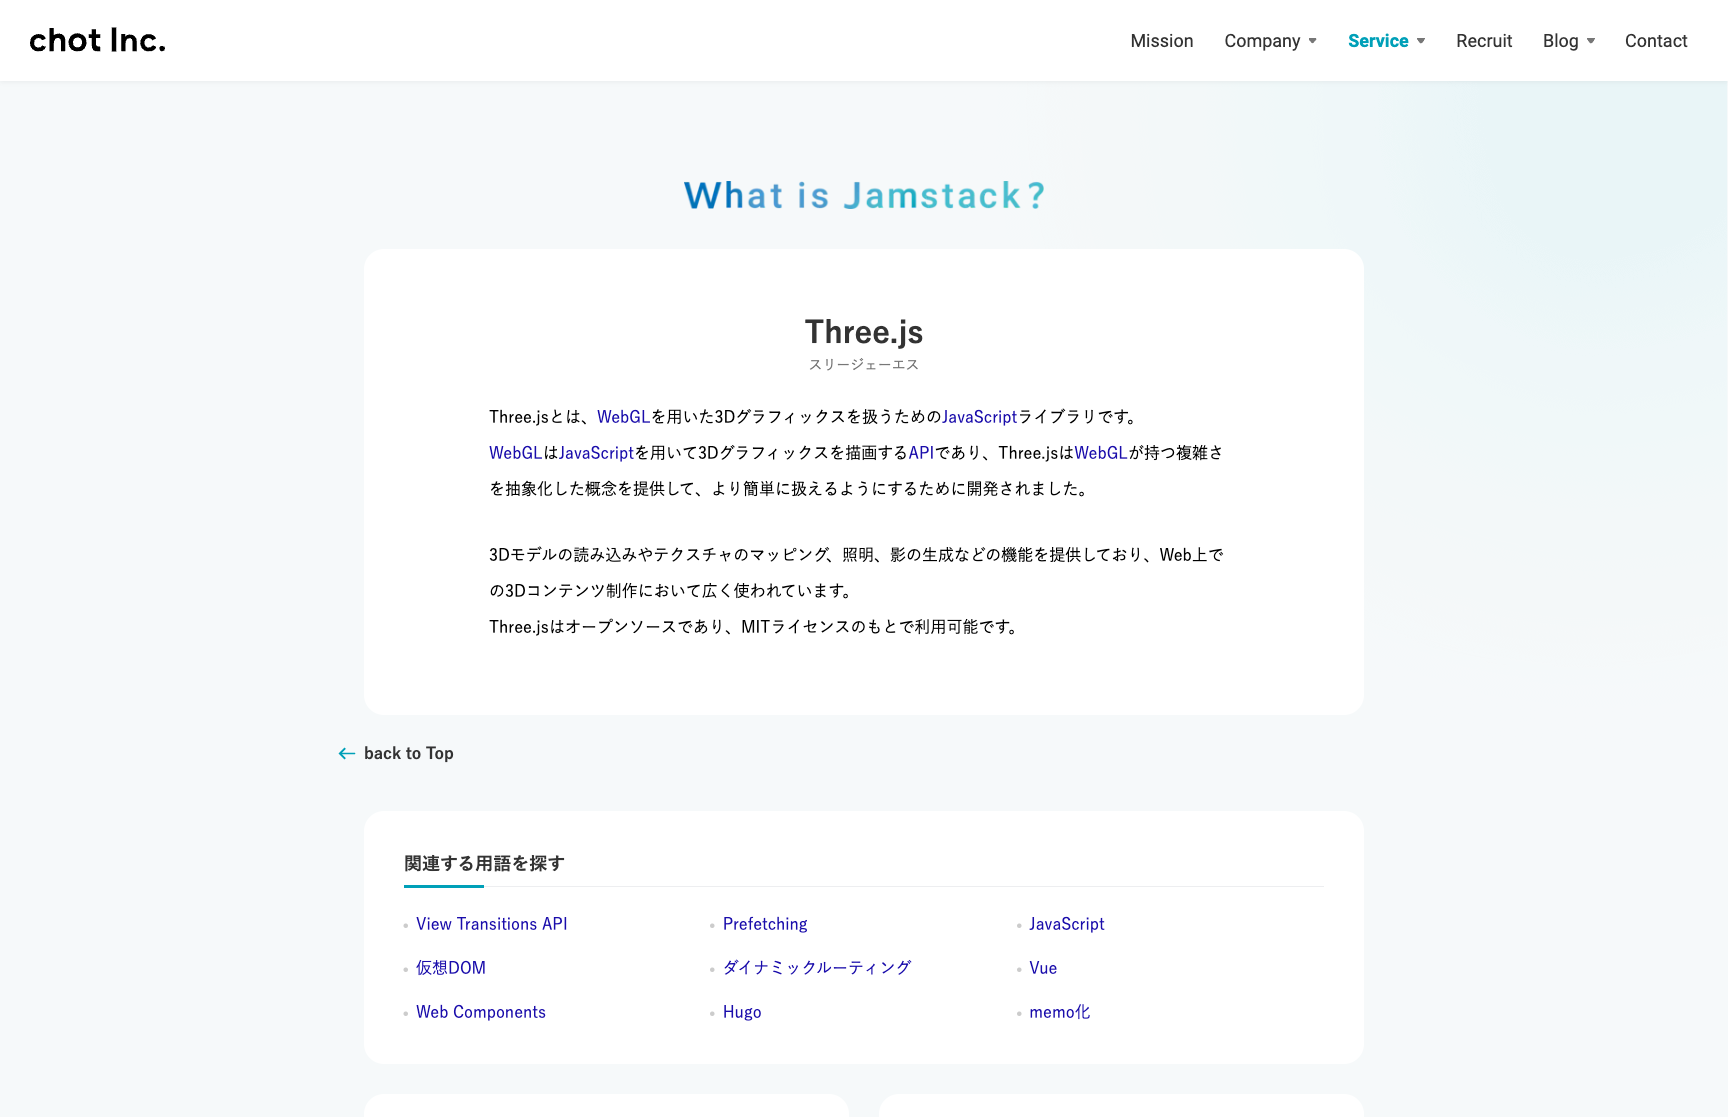 chot Inc.
Mission Company Service Recruit Blog Contact
What is Jamstack?
Three.js
スリージェーエス
Three.jsとは、WebGLを用いた3Dグラフィックスを扱うためのJavaScriptライブラリです。
WebGLはJavaScriptを用いて3Dグラフィックスを描画するAPIであり、Three.jsはWebGLが持つ複雑さ
を抽象化した概念を提供して、より簡単に扱えるようにするために開発されました。
3Dモデルの読み込みやテクスチャのマッピング、照明、影の生成などの機能を提供しており、Web上で
の3Dコンテンツ制作において広く使われています。
Three.jsはオープンソースであり、MITライセンスのもとで利用可能です。
← back to Top
関連する用語を探す
View Transitions API
Prefetching
JavaScript
仮想DOM
ダイナミックルーティング
Vue
Web Components
Hugo
memo化